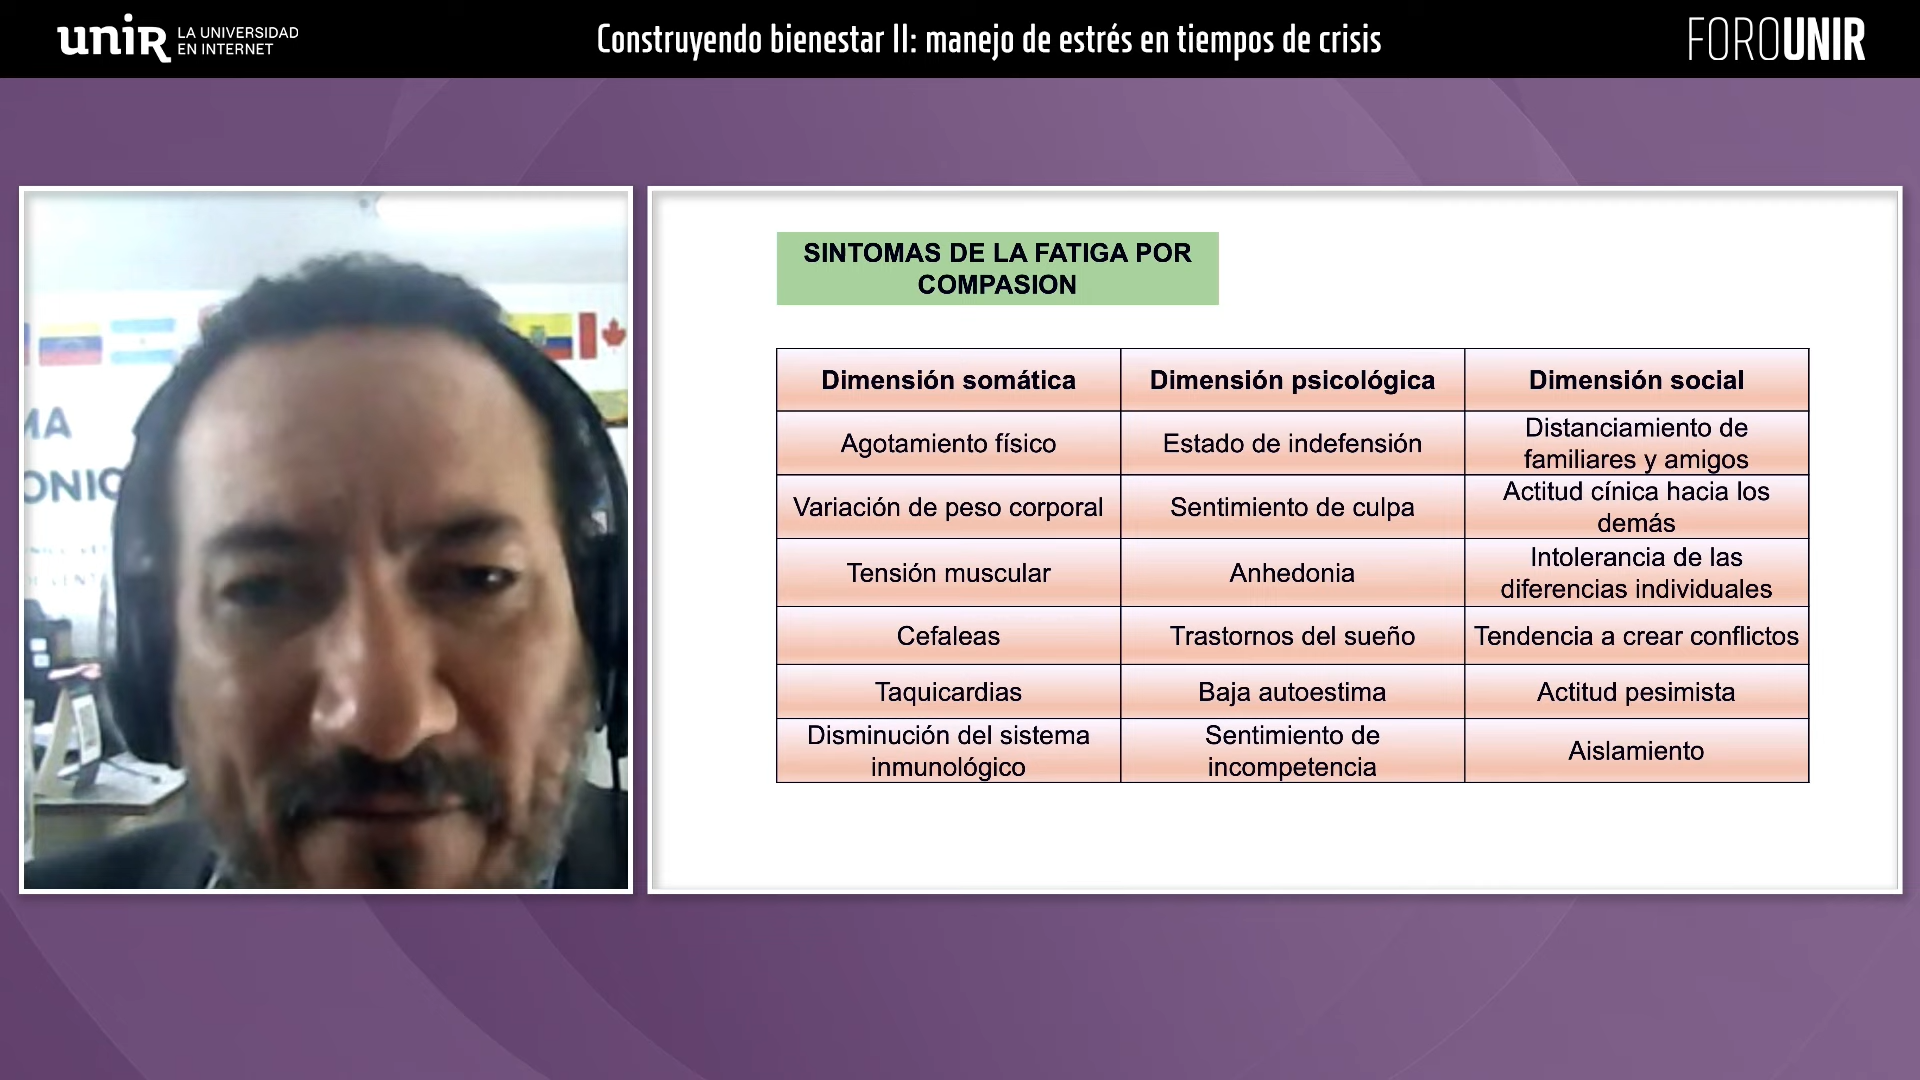 unir LA UNIVERSIDAD
EN INTERNET
Construyendo bienestar II: manejo de estrés en tiempos de crisis
FOROUNIR
MA
ONIC
SINTOMAS DE LA FATIGA POR
COMPASION
Dimensión somática
Dimensión psicológica
Dimensión social
Agotamiento físico
Estado de indefensión
Distanciamiento de
familiares y amigos
Variación de peso corporal
Sentimiento de culpa
Actitud cínica hacia los
demás
Tensión muscular
Anhedonia
Intolerancia de las
diferencias individuales
Cefaleas
Trastornos del sueño
Tendencia a crear conflictos
Taquicardias
Baja autoestima
Actitud pesimista
Disminución del sistema
inmunológico
Sentimiento de
incompetencia
Aislamiento